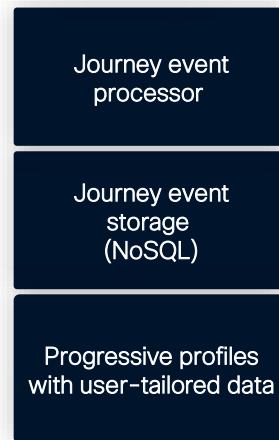 Journey event
processor
Journey event
storage
(NoSQL)
Progressive profiles
with user-tailored data